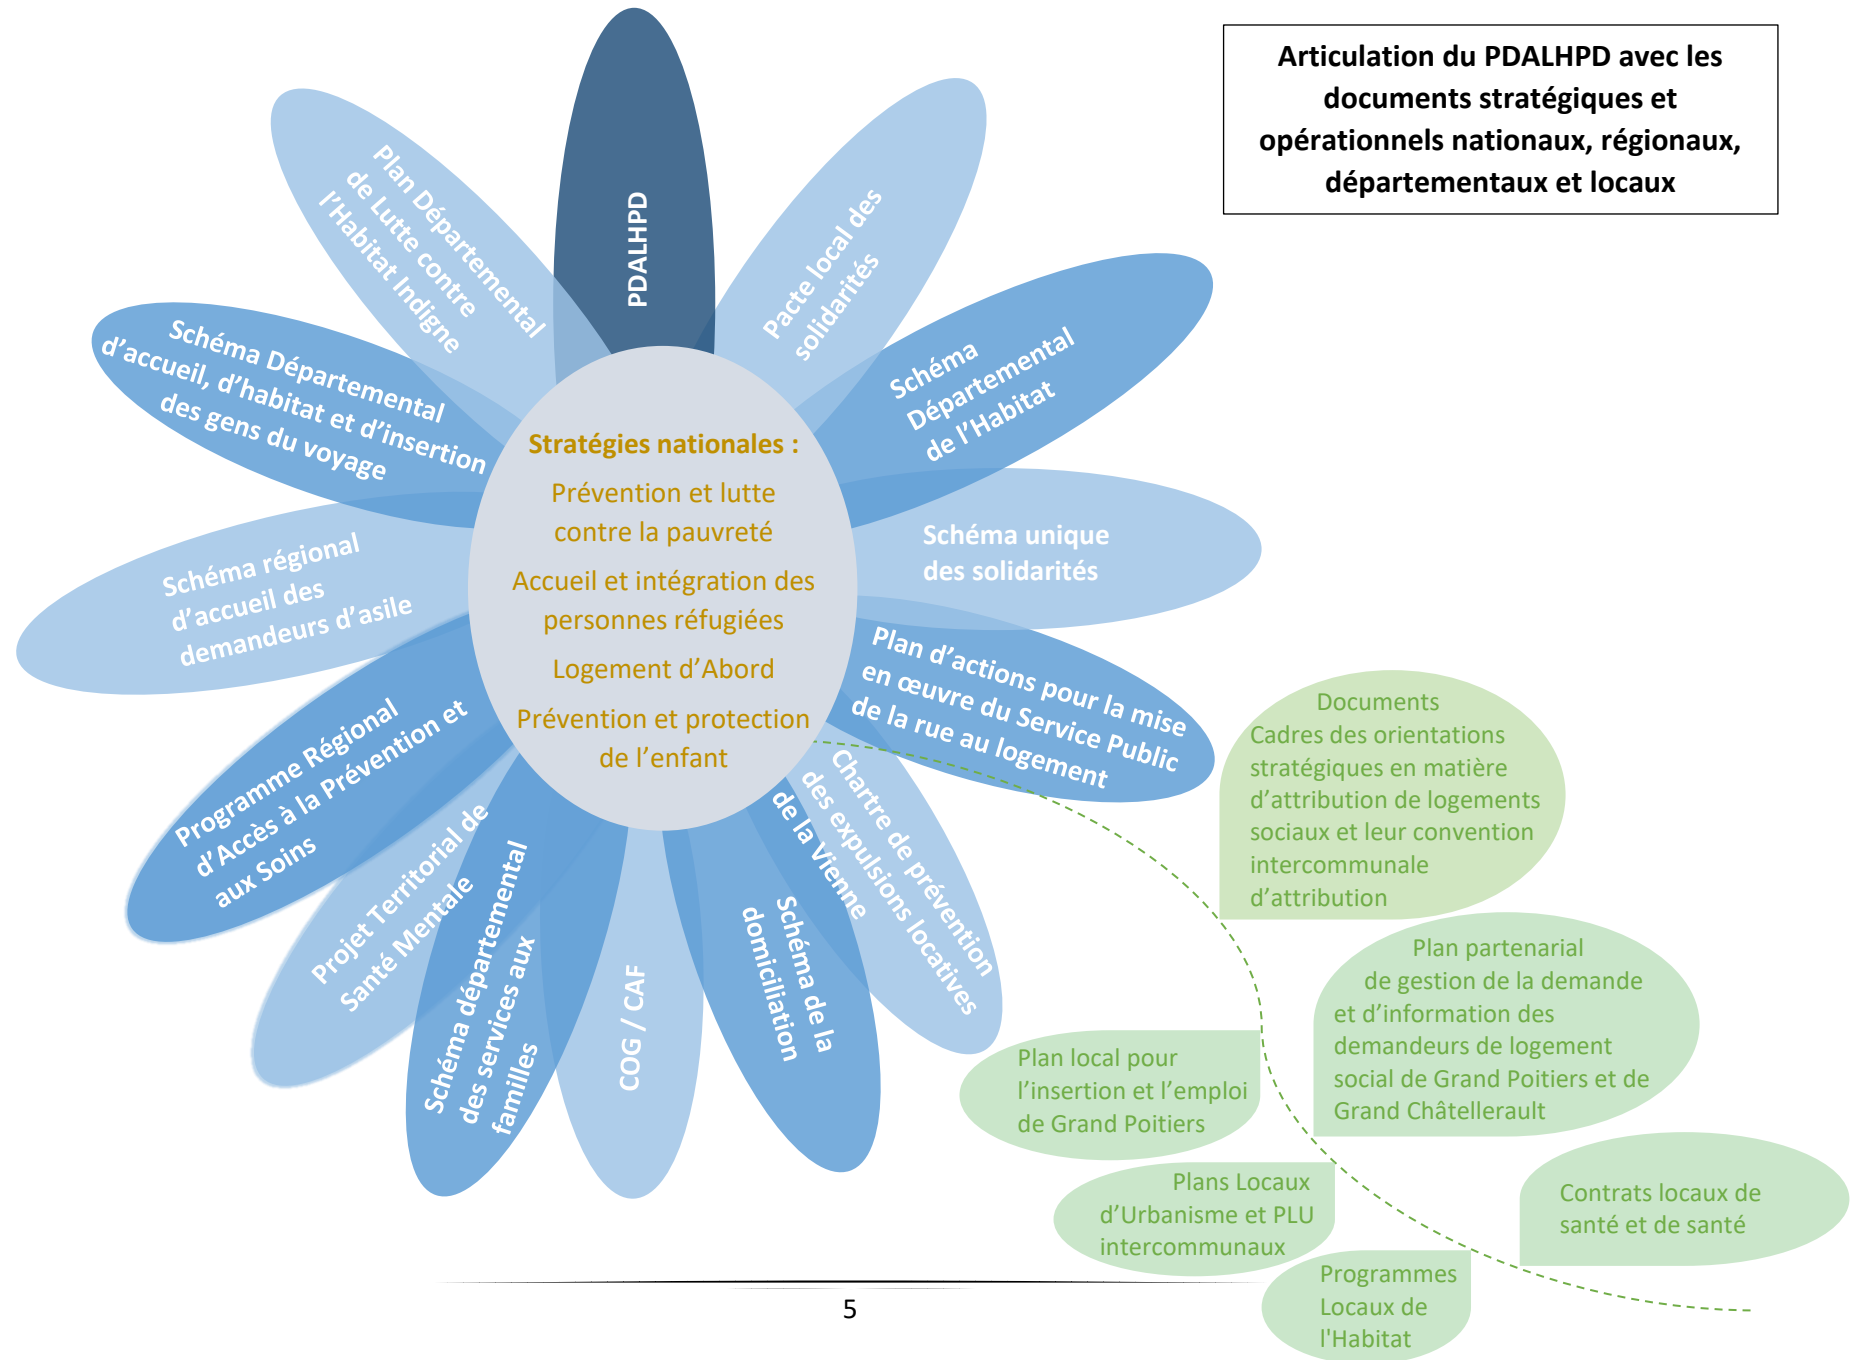 Articulation du PDALHPD avec les
documents stratégiques et
opérationnels nationaux, régionaux,
départementaux et locaux
PDALHPD
Pacte local des
solidarités
Schéma
Départemental
de l'Habitat
Schéma unique
des solidarités
Plan d'actions pour la mise
en œuvre du Service Public
de la rue au logement
Chartre de prévention
des expulsions locatives
de la Vienne
Schéma de la
domiciliation
COG / CAF
Schéma départemental
des services aux
familles
Projet Territorial de
Santé Mentale
Programme Régional
d'Accès à la Prévention et
aux Soins
Schéma régional
d'accueil des
demandeurs d'asile
Schéma Départemental
d'accueil, d'habitat et d'insertion
des gens du voyage
Plan Départemental
de Lutte contre
l'Habitat Indigne
Stratégies nationales :
Prévention et lutte
contre la pauvreté
Accueil et intégration des
personnes réfugiées
Logement d'Abord
Prévention et protection
de l'enfant
Documents
Cadres des orientations
stratégiques en matière
d'attribution de logements
sociaux et leur convention
intercommunale
d'attribution
Plan partenarial
de gestion de la demande
et d'information des
demandeurs de logement
social de Grand Poitiers et de
Grand Châtellerault
Plan local pour
l'insertion et l'emploi
de Grand Poitiers
Plans Locaux
d'Urbanisme et PLU
intercommunaux
Contrats locaux de
santé et de santé
Programmes
Locaux de
l'Habitat
5